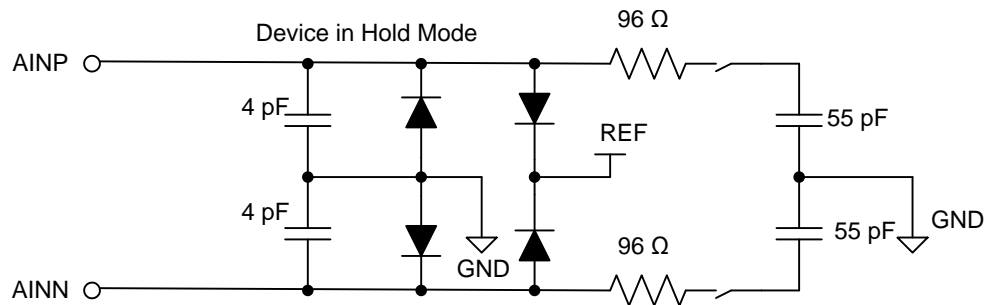 Device in Hold Mode
96 Ω
AINP
4 pF
55 pF
REF
4 pF
GND
96 Ω
55 pF
GND
AINN